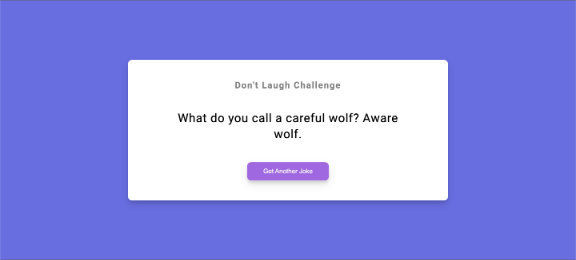 Don't Laugh Challenge
What do you call a careful wolf? Aware
wolf.
Get Another Joke